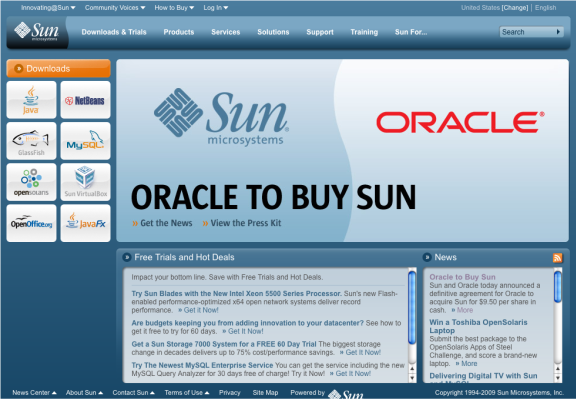 Innovating@Sun Community Voices How to Buy Log In United States [Change] | English
Sun microsystems Downloads & Trials Products Services Solutions Support Training Sun For... Search
» Downloads
Java NetBeans
GlassFish MySQL
opensolaris Sun VirtualBox
OpenOffice.org JavaFX
Sun microsystems ORACLE
ORACLE TO BUY SUN
» Get the News » View the Press Kit
» Free Trials and Hot Deals
Impact your bottom line. Save with Free Trials and Hot Deals.
Try Sun Blades with the New Intel Xeon 5500 Series Processor. Sun's new Flash-
enabled performance-optimized x64 open network systems deliver record
performance. » Get It Now!
Are budgets keeping you from adding innovation to your datacenter? See how to
get it free to try for 60 days. » Get It Now!
Get a Sun Storage 7000 System for a FREE 60 Day Trial The biggest storage
change in decades delivers up to 75% cost/performance savings. » Get It Now!
Try The Newest MySQL Enterprise Service You can get the service including the new
MySQL Query Analyzer for 30 days free of charge! Try it Now! » Get It Now!
» News
Oracle to Buy Sun
Sun and Oracle today announced a
definitive agreement for Oracle to
acquire Sun for $9.50 per share in
cash. » More
Win a Toshiba OpenSolaris
Laptop
Submit the best package to the
OpenSolaris Apps of Steel
Challenge, and score a brand-new
laptop. » More
Delivering Digital TV with Sun
News Center About Sun Contact Sun Terms of Use Privacy Site Map Powered by Sun Copyright 1994-2009 Sun Microsystems, Inc.